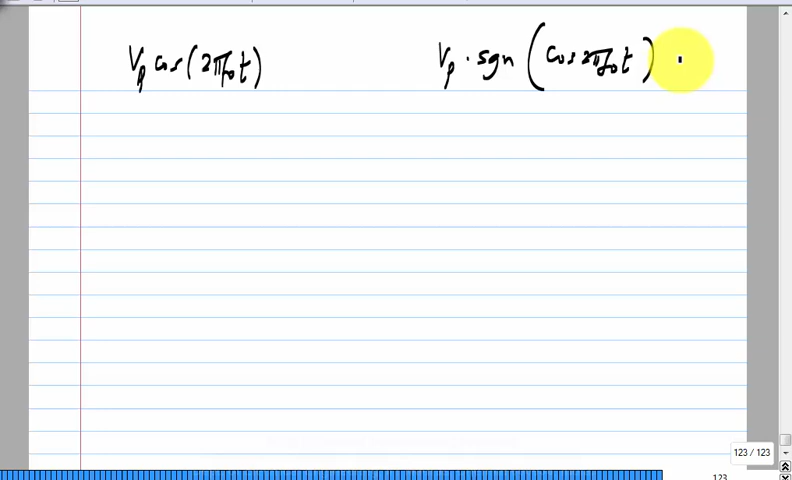 Vp cos(2πf₀t) Vp · sgn (cos 2πf₀t)
123 / 123
123